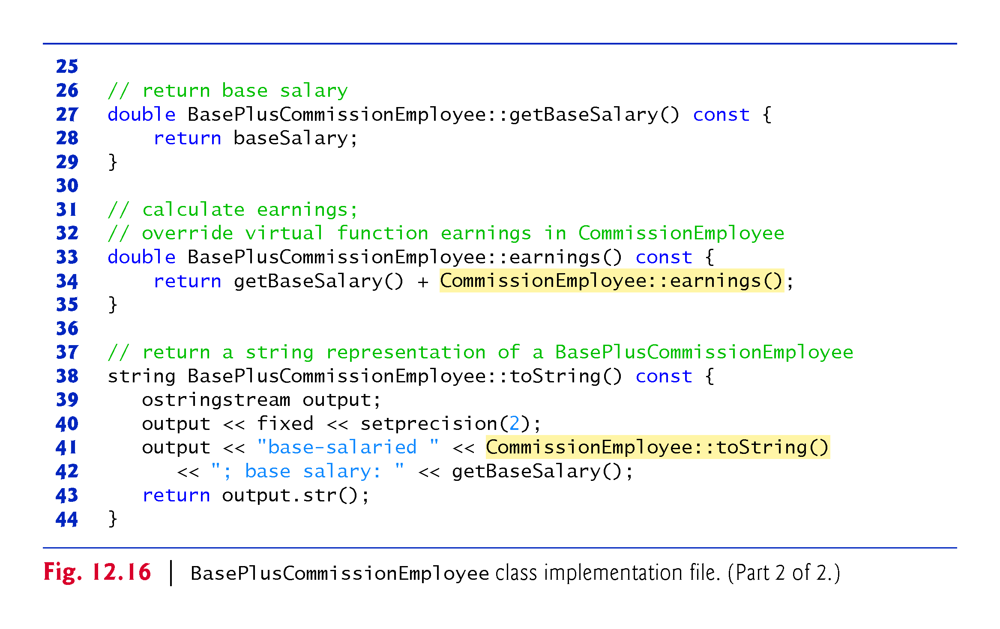 25
26 // return base salary
27 double BasePlusCommissionEmployee::getBaseSalary() const {
28     return baseSalary;
29 }
30
31 // calculate earnings;
32 // override virtual function earnings in CommissionEmployee
33 double BasePlusCommissionEmployee::earnings() const {
34     return getBaseSalary() + CommissionEmployee::earnings();
35 }
36
37 // return a string representation of a BasePlusCommissionEmployee
38 string BasePlusCommissionEmployee::toString() const {
39    ostringstream output;
40    output << fixed << setprecision(2);
41    output << "base-salaried " << CommissionEmployee::toString()
42       << "; base salary: " << getBaseSalary();
43    return output.str();
44 }
Fig. 12.16 | BasePlusCommissionEmployee class implementation file. (Part 2 of 2.)